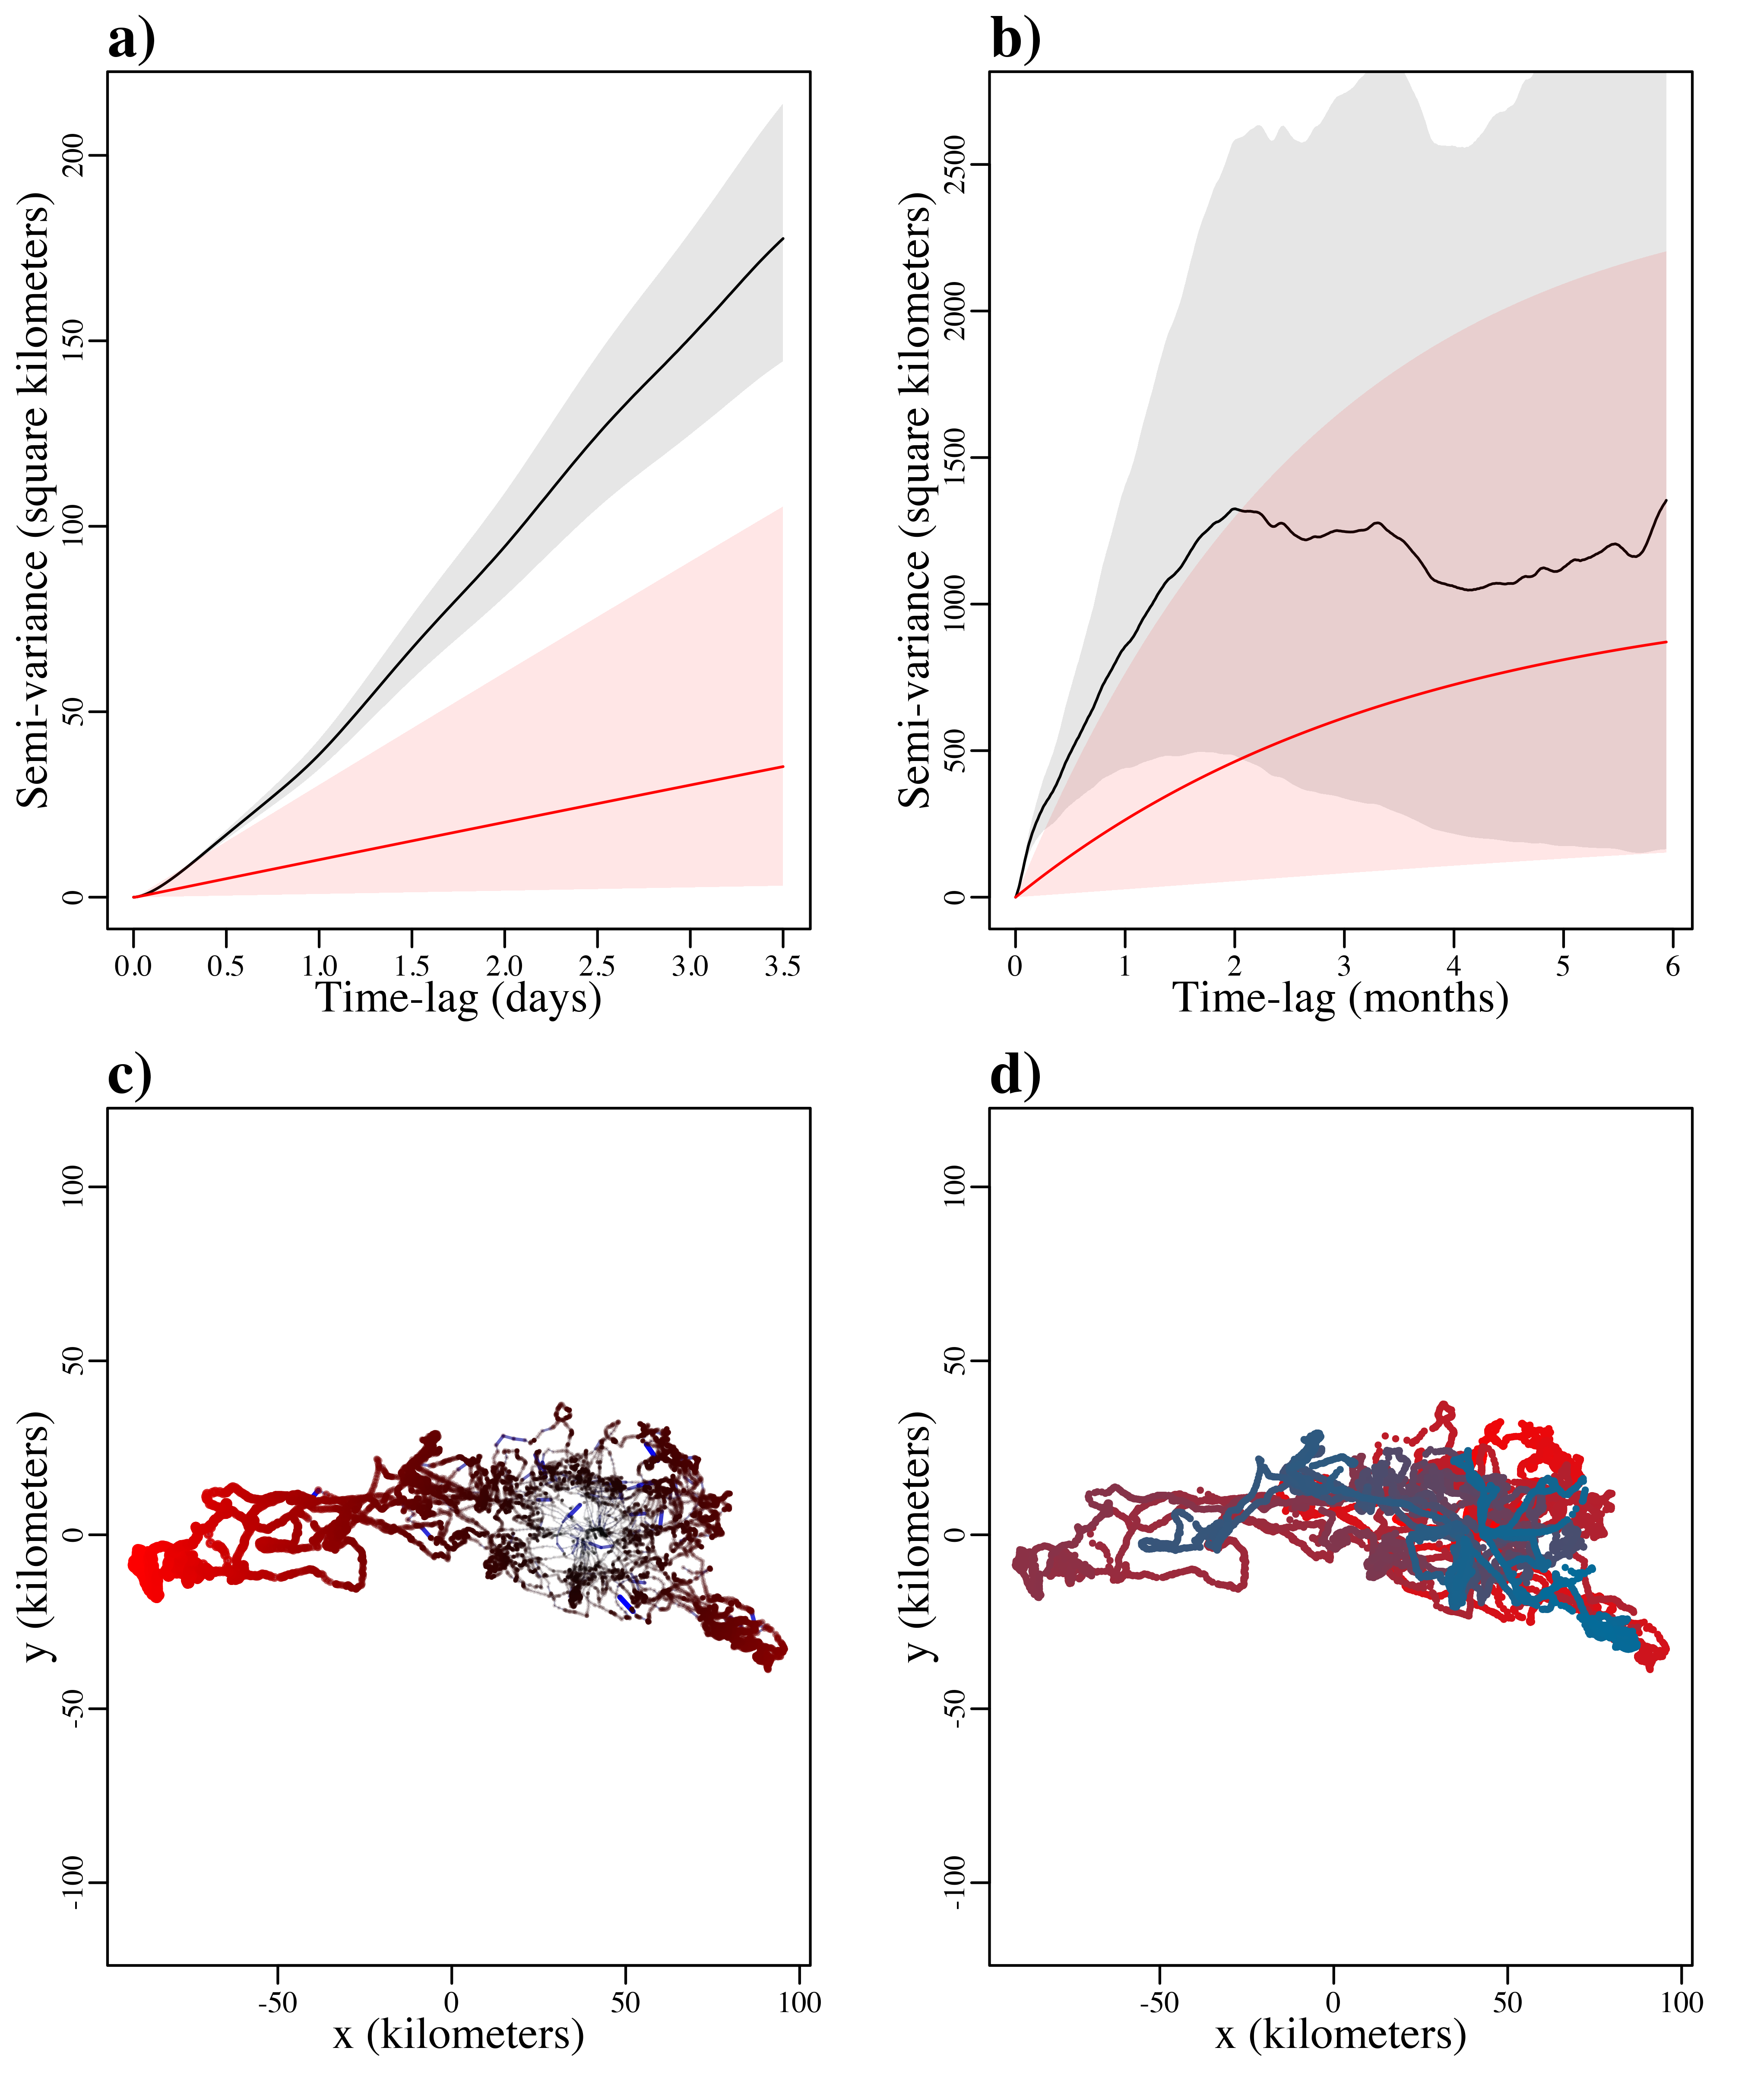 a)
Semi-variance (square kilometers)
200
150
100
50
0
0.0 0.5 1.0 1.5 2.0 2.5 3.0 3.5
Time-lag (days)
b)
Semi-variance (square kilometers)
2500
2000
1500
1000
500
0
0 1 2 3 4 5 6
Time-lag (months)
c)
y (kilometers)
100
50
0
-50
-100
-50 0 50 100
x (kilometers)
d)
y (kilometers)
100
50
0
-50
-100
-50 0 50 100
x (kilometers)